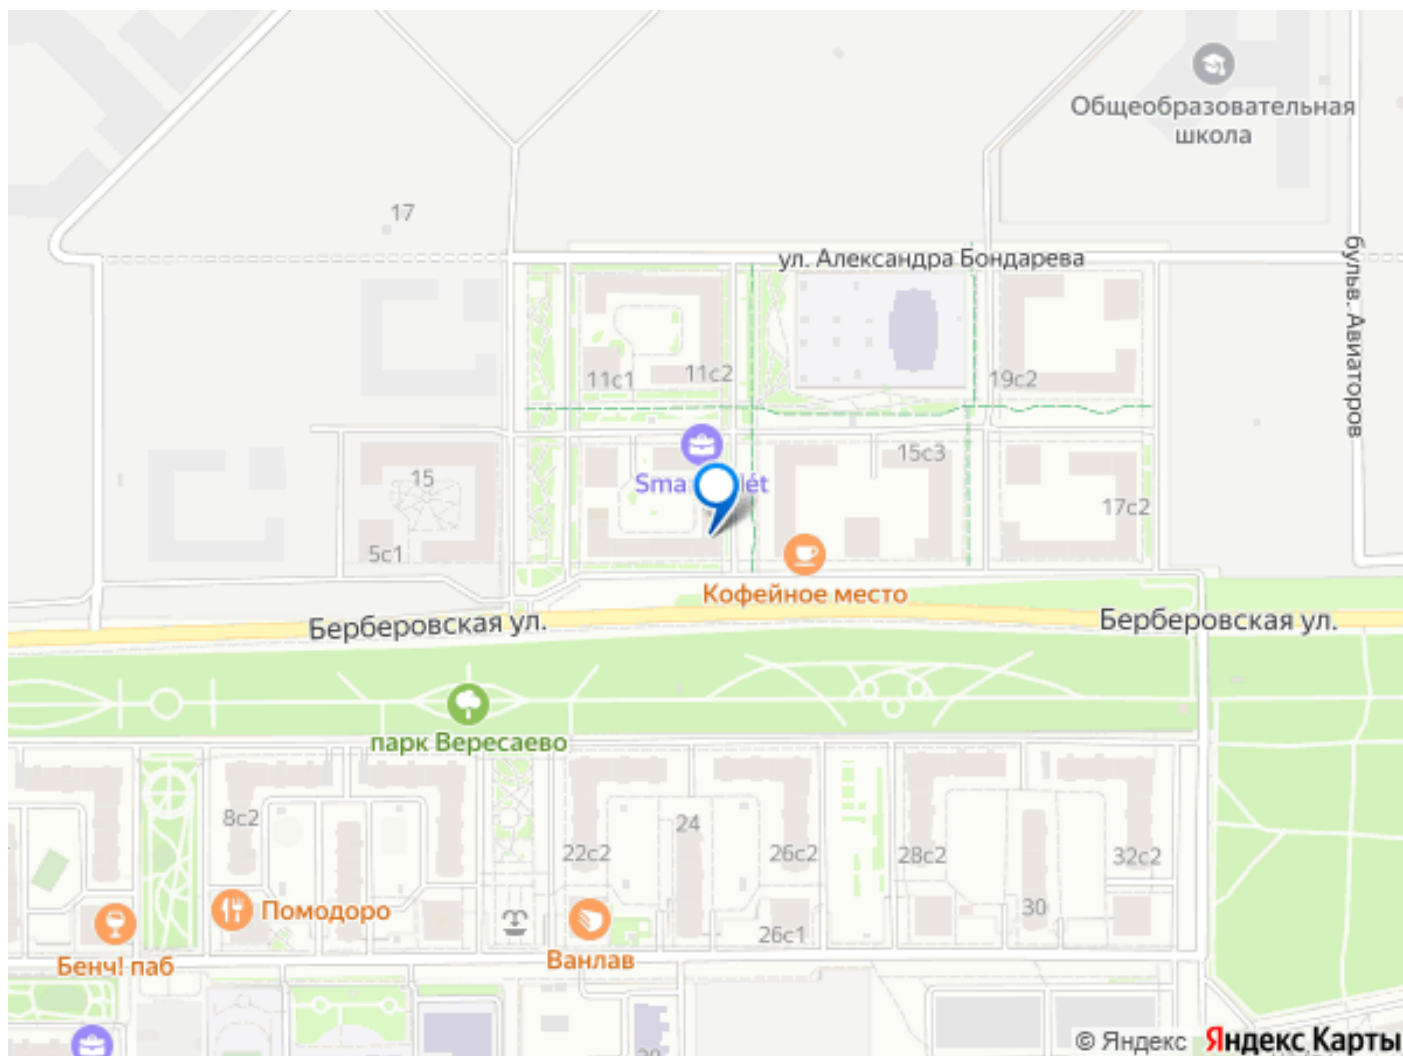 Общеобразовательная
школа
17
ул. Александра Бондарева
бульв. Авиаторов
11с1
11с2
19с2
15
15с3
17с2
5с1
Кофейное место
Берберовская ул.
Берберовская ул.
парк Вересаево
8с2
24
22с2
26с2
28с2
32с2
30
Помодоро
26с1
Бенч! паб
Ванлав
© Яндекс Яндекс Карты